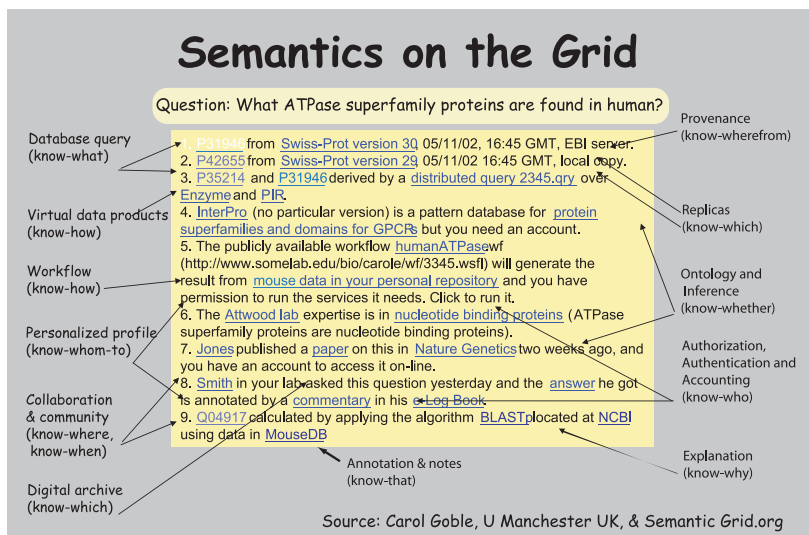 Semantics on the Grid
Question: What ATPase superfamily proteins are found in human?
Database query
(know-what)
Virtual data products
(know-how)
Workflow
(know-how)
Personalized profile
(know-whom-to)
Collaboration
& community
(know-where,
know-when)
Digital archive
(know-which)
1. P31946 from Swiss-Prot version 30, 05/11/02, 16:45 GMT, EBI server.
2. P42655 from Swiss-Prot version 29, 05/11/02 16:45 GMT, local copy.
3. P35214 and P31946 derived by a distributed query 2345.qry over
Enzyme and PIR.
4. InterPro (no particular version) is a pattern database for protein
superfamilies and domains for GPCRs but you need an account.
5. The publicly available workflow humanATPase.wf
(http://www.somelab.edu/bio/carole/wf/3345.wsfl) will generate the
result from mouse data in your personal repository and you have
permission to run the services it needs. Click to run it.
6. The Attwood lab expertise is in nucleotide binding proteins (ATPase
superfamily proteins are nucleotide binding proteins).
7. Jones published a paper on this in Nature Genetics two weeks ago, and
you have an account to access it on-line.
8. Smith in your lab asked this question yesterday and the answer he got
is annotated by a commentary in his e-Log Book.
9. Q04917 calculated by applying the algorithm BLASTp located at NCBI
using data in MouseDB
Provenance
(know-wherefrom)
Replicas
(know-which)
Ontology and
Inference
(know-whether)
Authorization,
Authentication and
Accounting
(know-who)
Explanation
(know-why)
Annotation & notes
(know-that)
Source: Carol Goble, U Manchester UK, & Semantic Grid.org